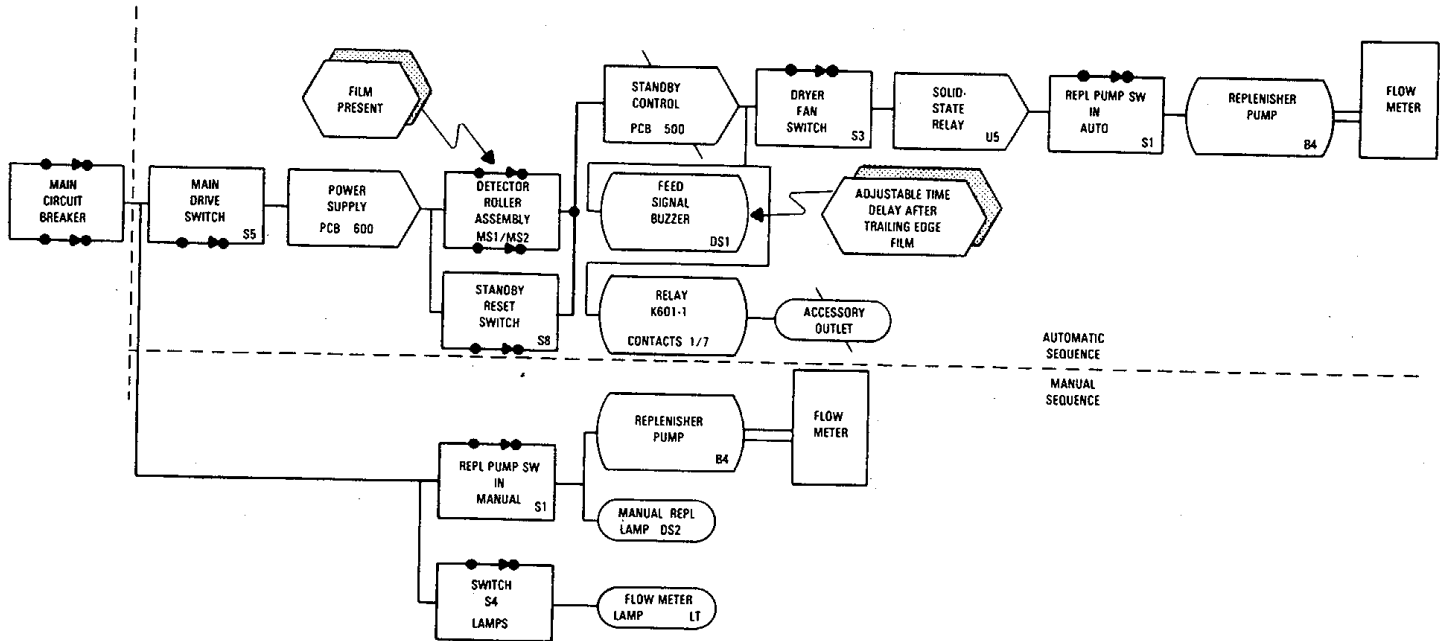 FILM
PRESENT
STANDBY
CONTROL
PCB 500
DRYER
FAN
SWITCH
S3
SOLID-
STATE
RELAY
U5
REPL PUMP SW
IN
AUTO
S1
REPLENISHER
PUMP
B4
FLOW
METER
MAIN
CIRCUIT
BREAKER
MAIN
DRIVE
SWITCH
S5
POWER
SUPPLY
PCB 600
DETECTOR
ROLLER
ASSEMBLY
MS1/MS2
FEED
SIGNAL
BUZZER
DS1
ADJUSTABLE TIME
DELAY AFTER
TRAILING EDGE
FILM
STANDBY
RESET
SWITCH
S8
RELAY
K601-1
CONTACTS 1/7
ACCESSORY
OUTLET
AUTOMATIC
SEQUENCE
MANUAL
SEQUENCE
REPL PUMP SW
IN
MANUAL
S1
REPLENISHER
PUMP
B4
FLOW
METER
MANUAL REPL
LAMP DS2
SWITCH
S4
LAMPS
FLOW METER
LAMP LT